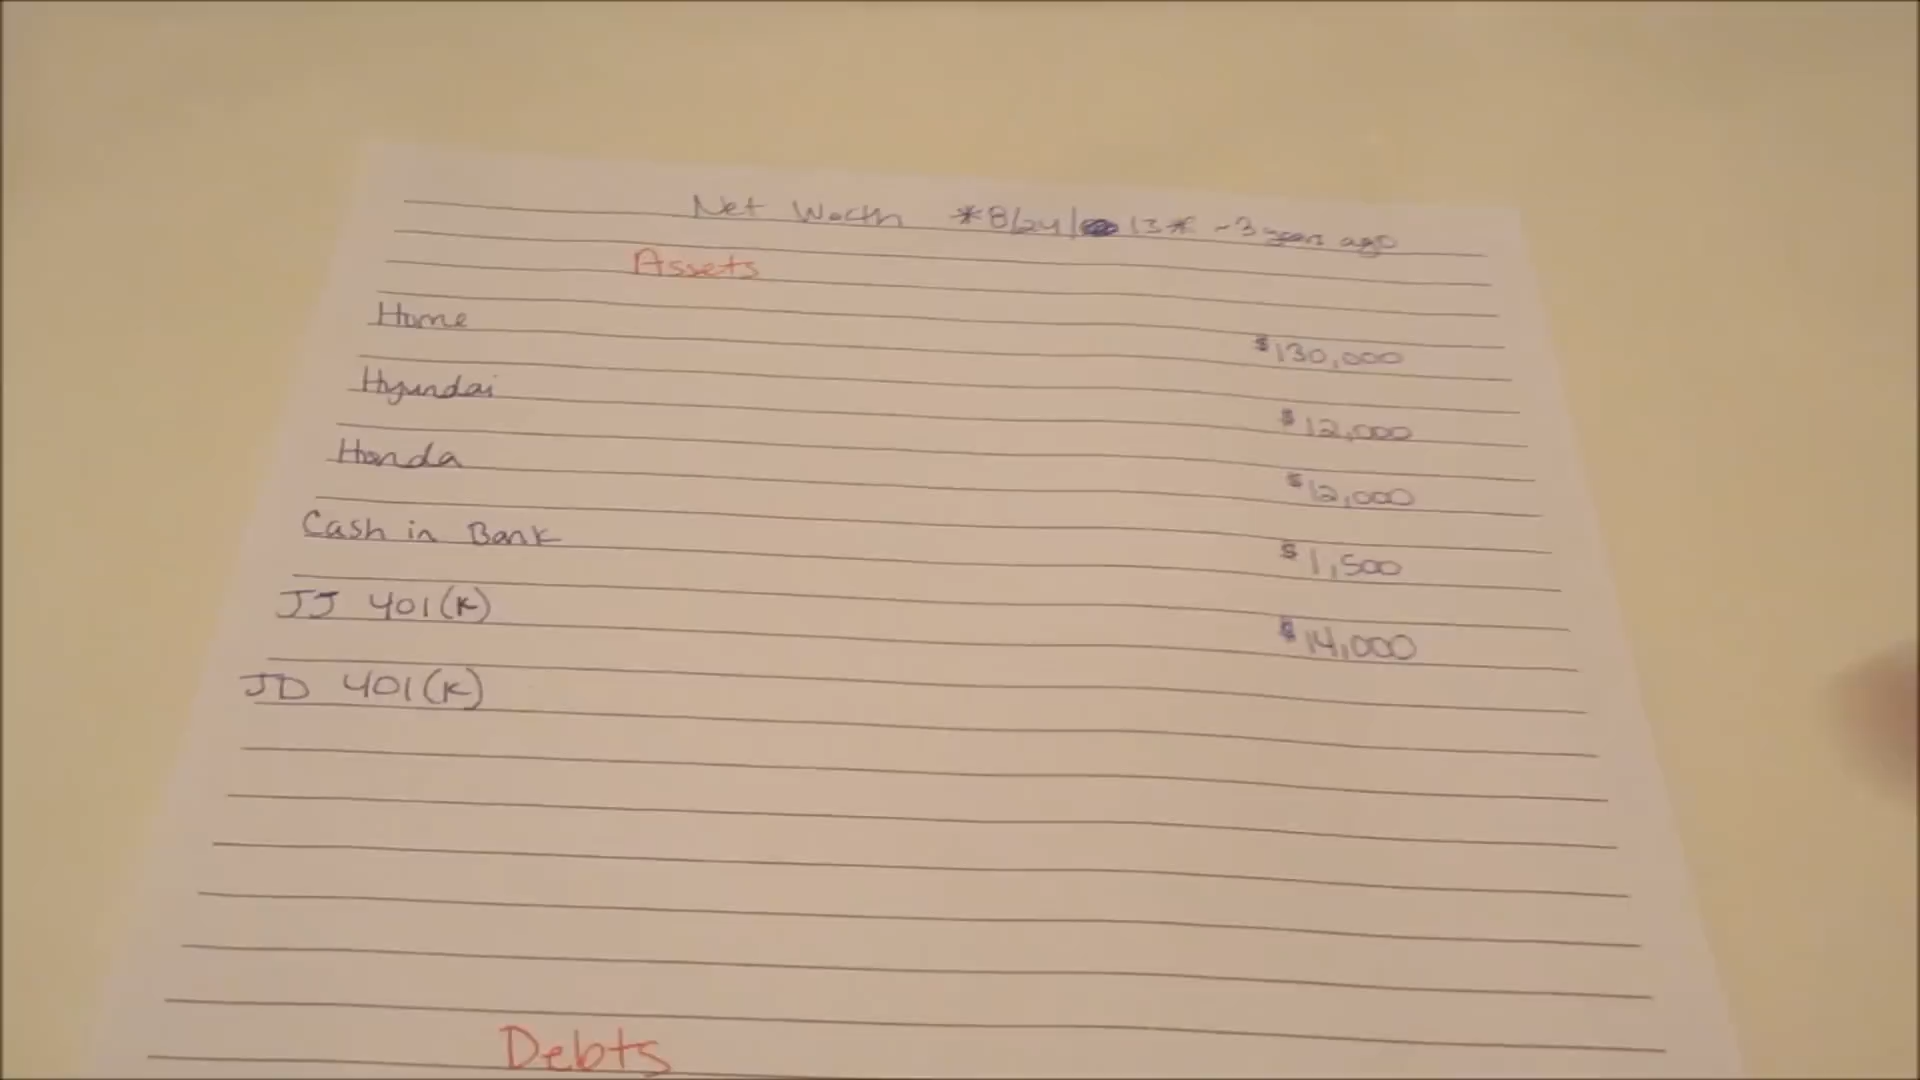 Net Worth *8/24/13* ~3 years ago
Assets
Home $130,000
Hyundai $12,000
Honda $12,000
Cash in Bank $1,500
JJ 401(K) $14,000
JD 401(K)
Debts